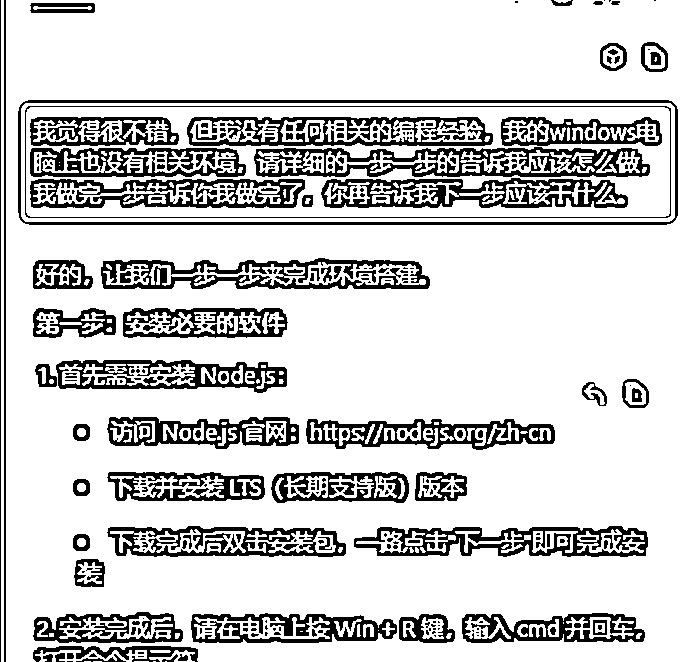 我觉得很不错，但我没有任何相关的编程经验，我的windows电
脑上也没有相关环境，请详细的一步一步的告诉我应该怎么做，
我做完一步告诉你我做完了，你再告诉我下一步应该干什么。
好的，让我们一步一步来完成环境搭建。
第一步：安装必要的软件
1. 首先需要安装 Node.js：
访问 Node.js 官网：https://nodejs.org/zh-cn
下载并安装 LTS（长期支持版）版本
下载完成后双击安装包，一路点击"下一步"即可完成安
装
2. 安装完成后，请在电脑上按 Win + R 键，输入 cmd 并回车，
打开命令提示符